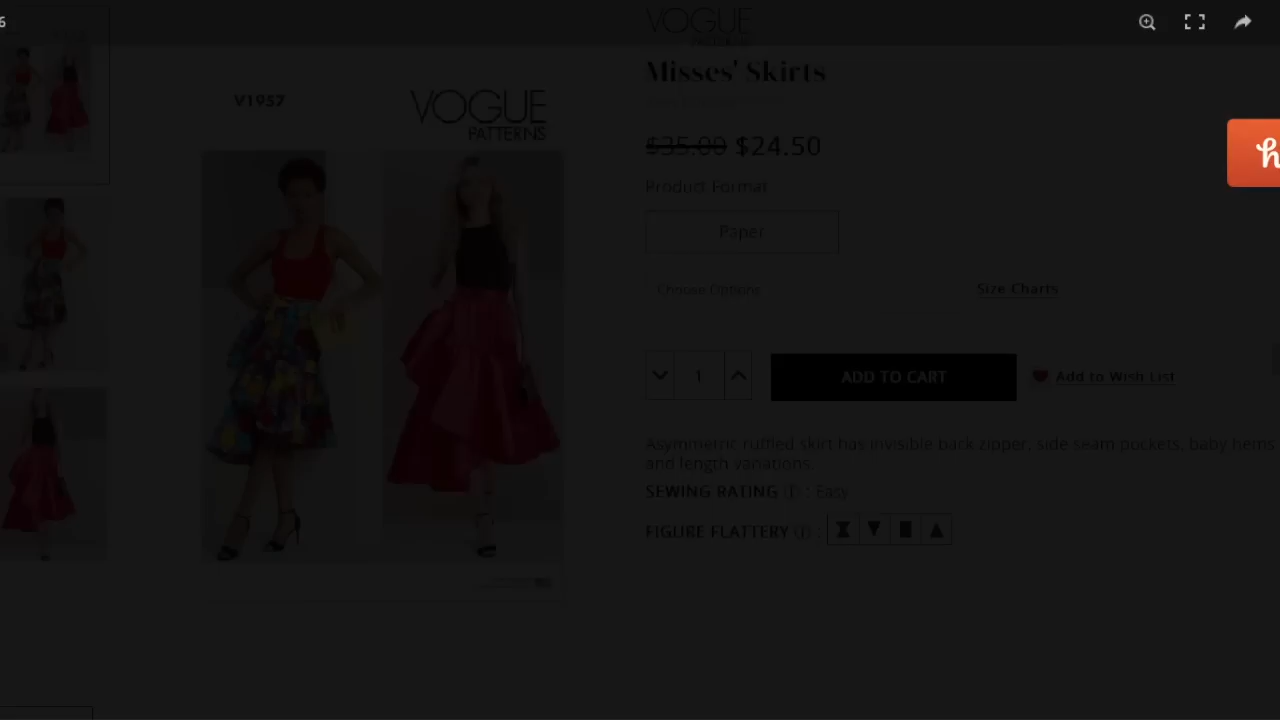 6
VOGUE
PATTERNS
Misses' Skirts
V1957
VOGUE
PATTERNS
$35.00 $24.50
Product Format
Paper
Choose Options
Size Charts
1
ADD TO CART
Add to Wish List
Asymmetric ruffled skirt has invisible back zipper, side seam pockets, baby hems
and length variations.
SEWING RATING (i) : Easy
FIGURE FLATTERY (i) :
h